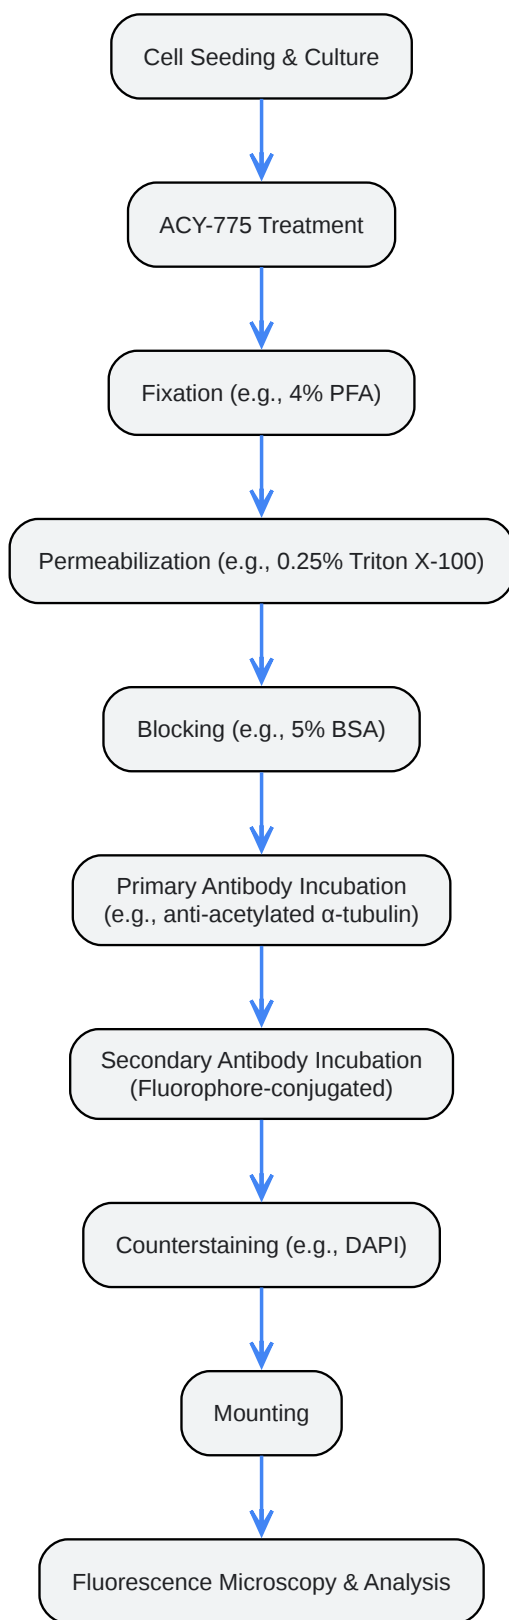 Cell Seeding & Culture
ACY-775 Treatment
Fixation (e.g., 4% PFA)
Permeabilization (e.g., 0.25% Triton X-100)
Blocking (e.g., 5% BSA)
Primary Antibody Incubation
(e.g., anti-acetylated α-tubulin)
Secondary Antibody Incubation
(Fluorophore-conjugated)
Counterstaining (e.g., DAPI)
Mounting
Fluorescence Microscopy & Analysis